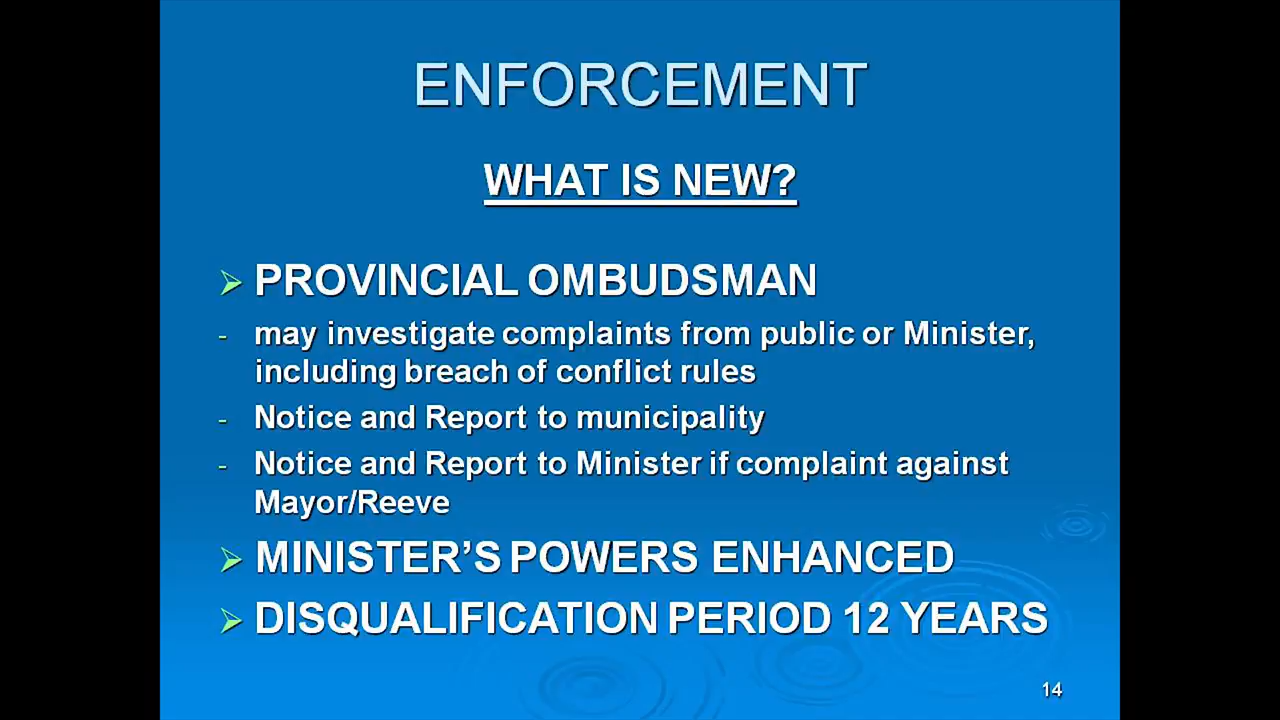 ENFORCEMENT
WHAT IS NEW?
PROVINCIAL OMBUDSMAN
- may investigate complaints from public or Minister,
including breach of conflict rules
- Notice and Report to municipality
- Notice and Report to Minister if complaint against
Mayor/Reeve
MINISTER’S POWERS ENHANCED
DISQUALIFICATION PERIOD 12 YEARS
14